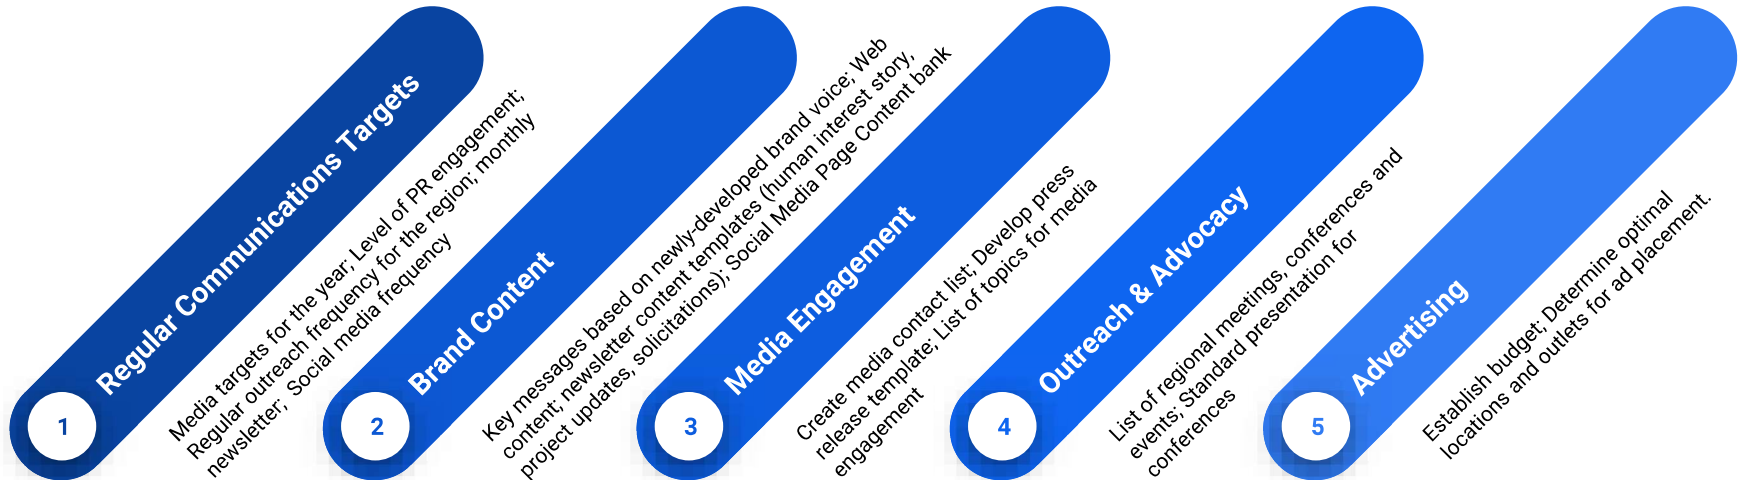 1
Regular Communications Targets
Media targets for the year; Level of PR engagement;
Regular outreach frequency for the region; monthly
newsletter; Social media frequency
2
Brand Content
Key messages based on newly-developed brand voice; Web
content; newsletter content templates (human interest story,
project updates, solicitations); Social Media Page Content bank
3
Media Engagement
Create media contact list; Develop press
release template; List of topics for media
engagement
4
Outreach & Advocacy
List of regional meetings, conferences and
events; Standard presentation for
conferences
5
Advertising
Establish budget; Determine optimal
locations and outlets for ad placement.